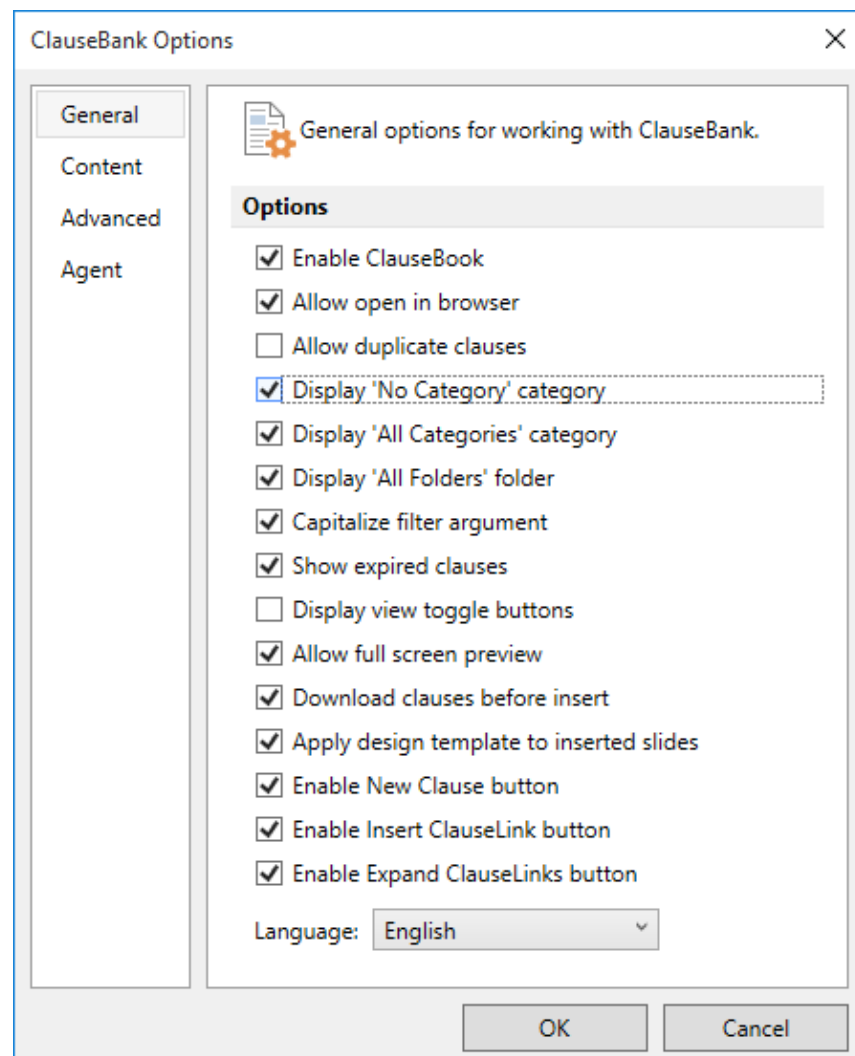 ClauseBank Options
General
Content
Advanced
Agent
General options for working with ClauseBank.
Options
Enable ClauseBook
Allow open in browser
Allow duplicate clauses
Display 'No Category' category
Display 'All Categories' category
Display 'All Folders' folder
Capitalize filter argument
Show expired clauses
Display view toggle buttons
Allow full screen preview
Download clauses before insert
Apply design template to inserted slides
Enable New Clause button
Enable Insert ClauseLink button
Enable Expand ClauseLinks button
Language: English
OK Cancel